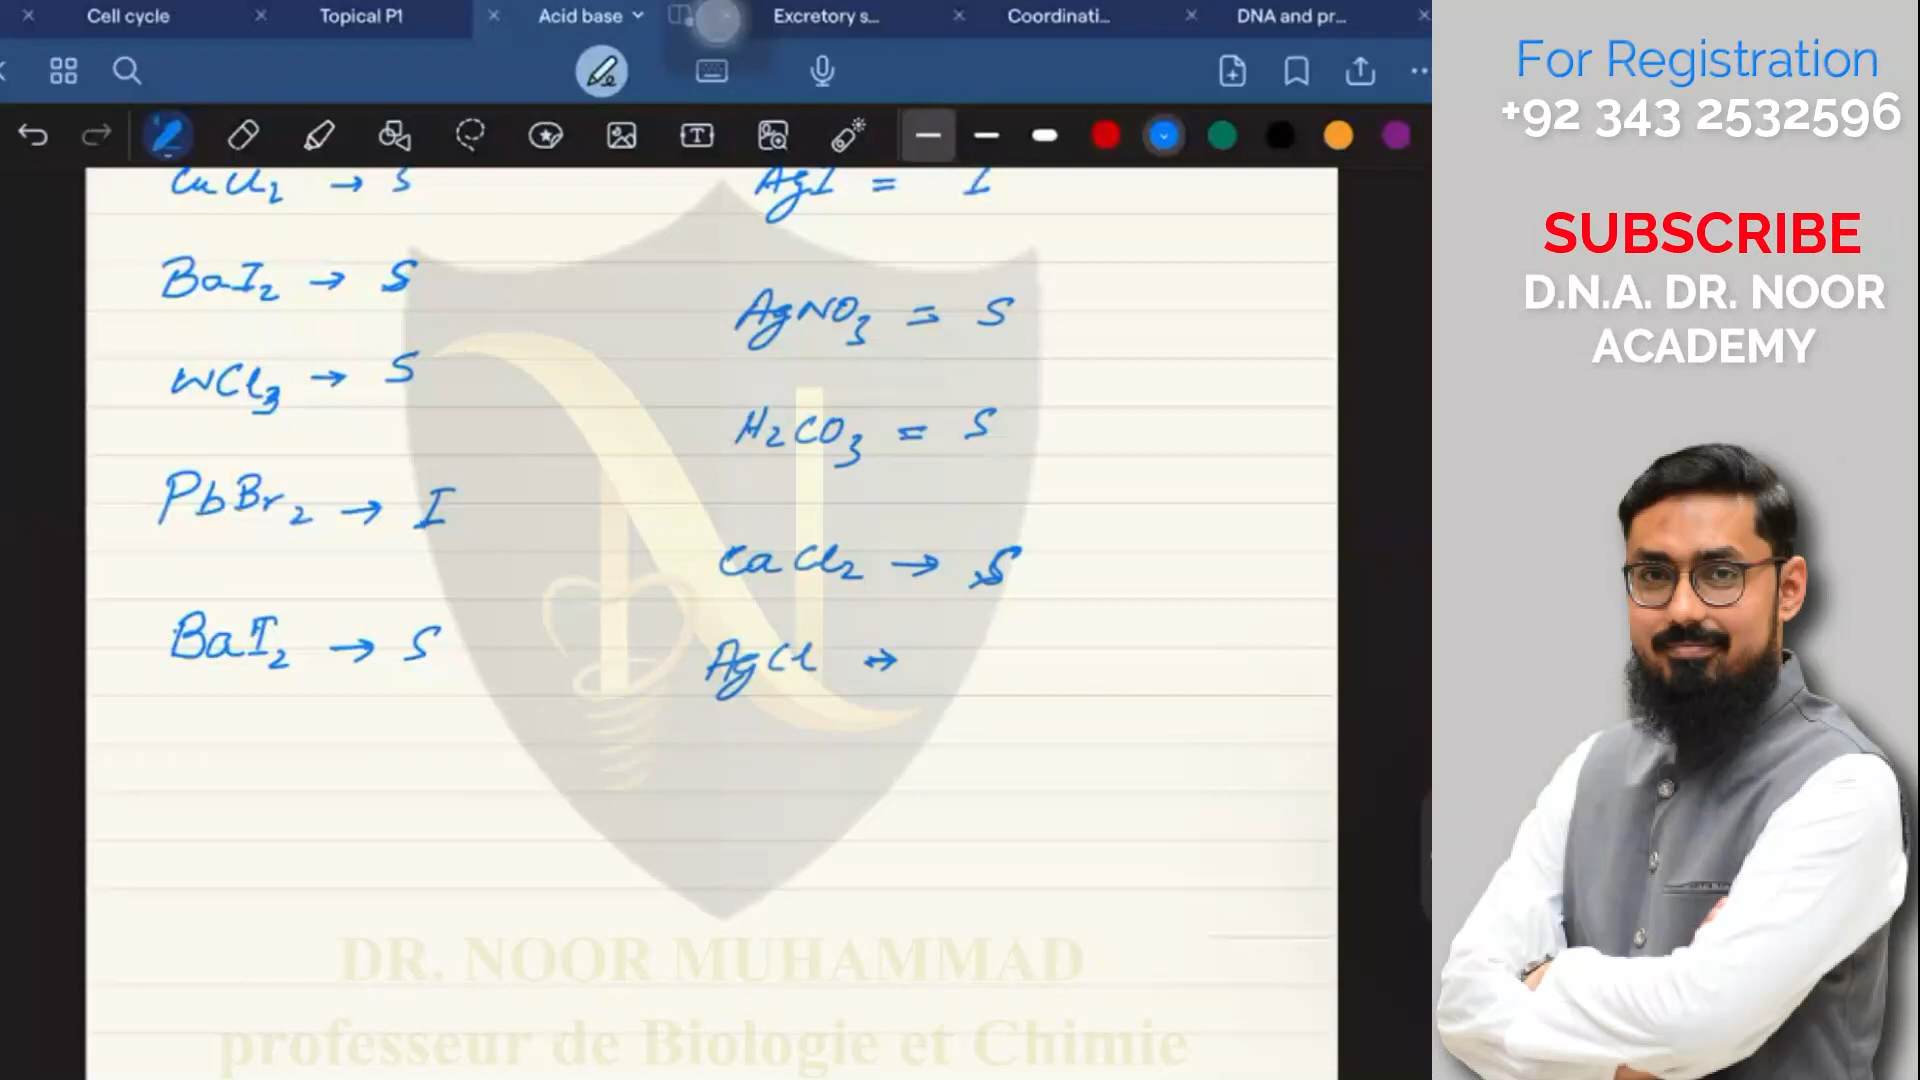 Cell cycle
Topical P1
Acid base
Excretory s...
Coordinati...
DNA and pr...
CaCl2 → S
BaI2 → S
WCl3 → S
PbBr2 → I
BaI2 → S
AgI = I
AgNO3 = S
H2CO3 = S
CaCl2 → S
AgCl →
DR. NOOR MUHAMMAD
professeur de Biologie et Chimie
For Registration
+92 343 2532596
SUBSCRIBE
D.N.A. DR. NOOR
ACADEMY